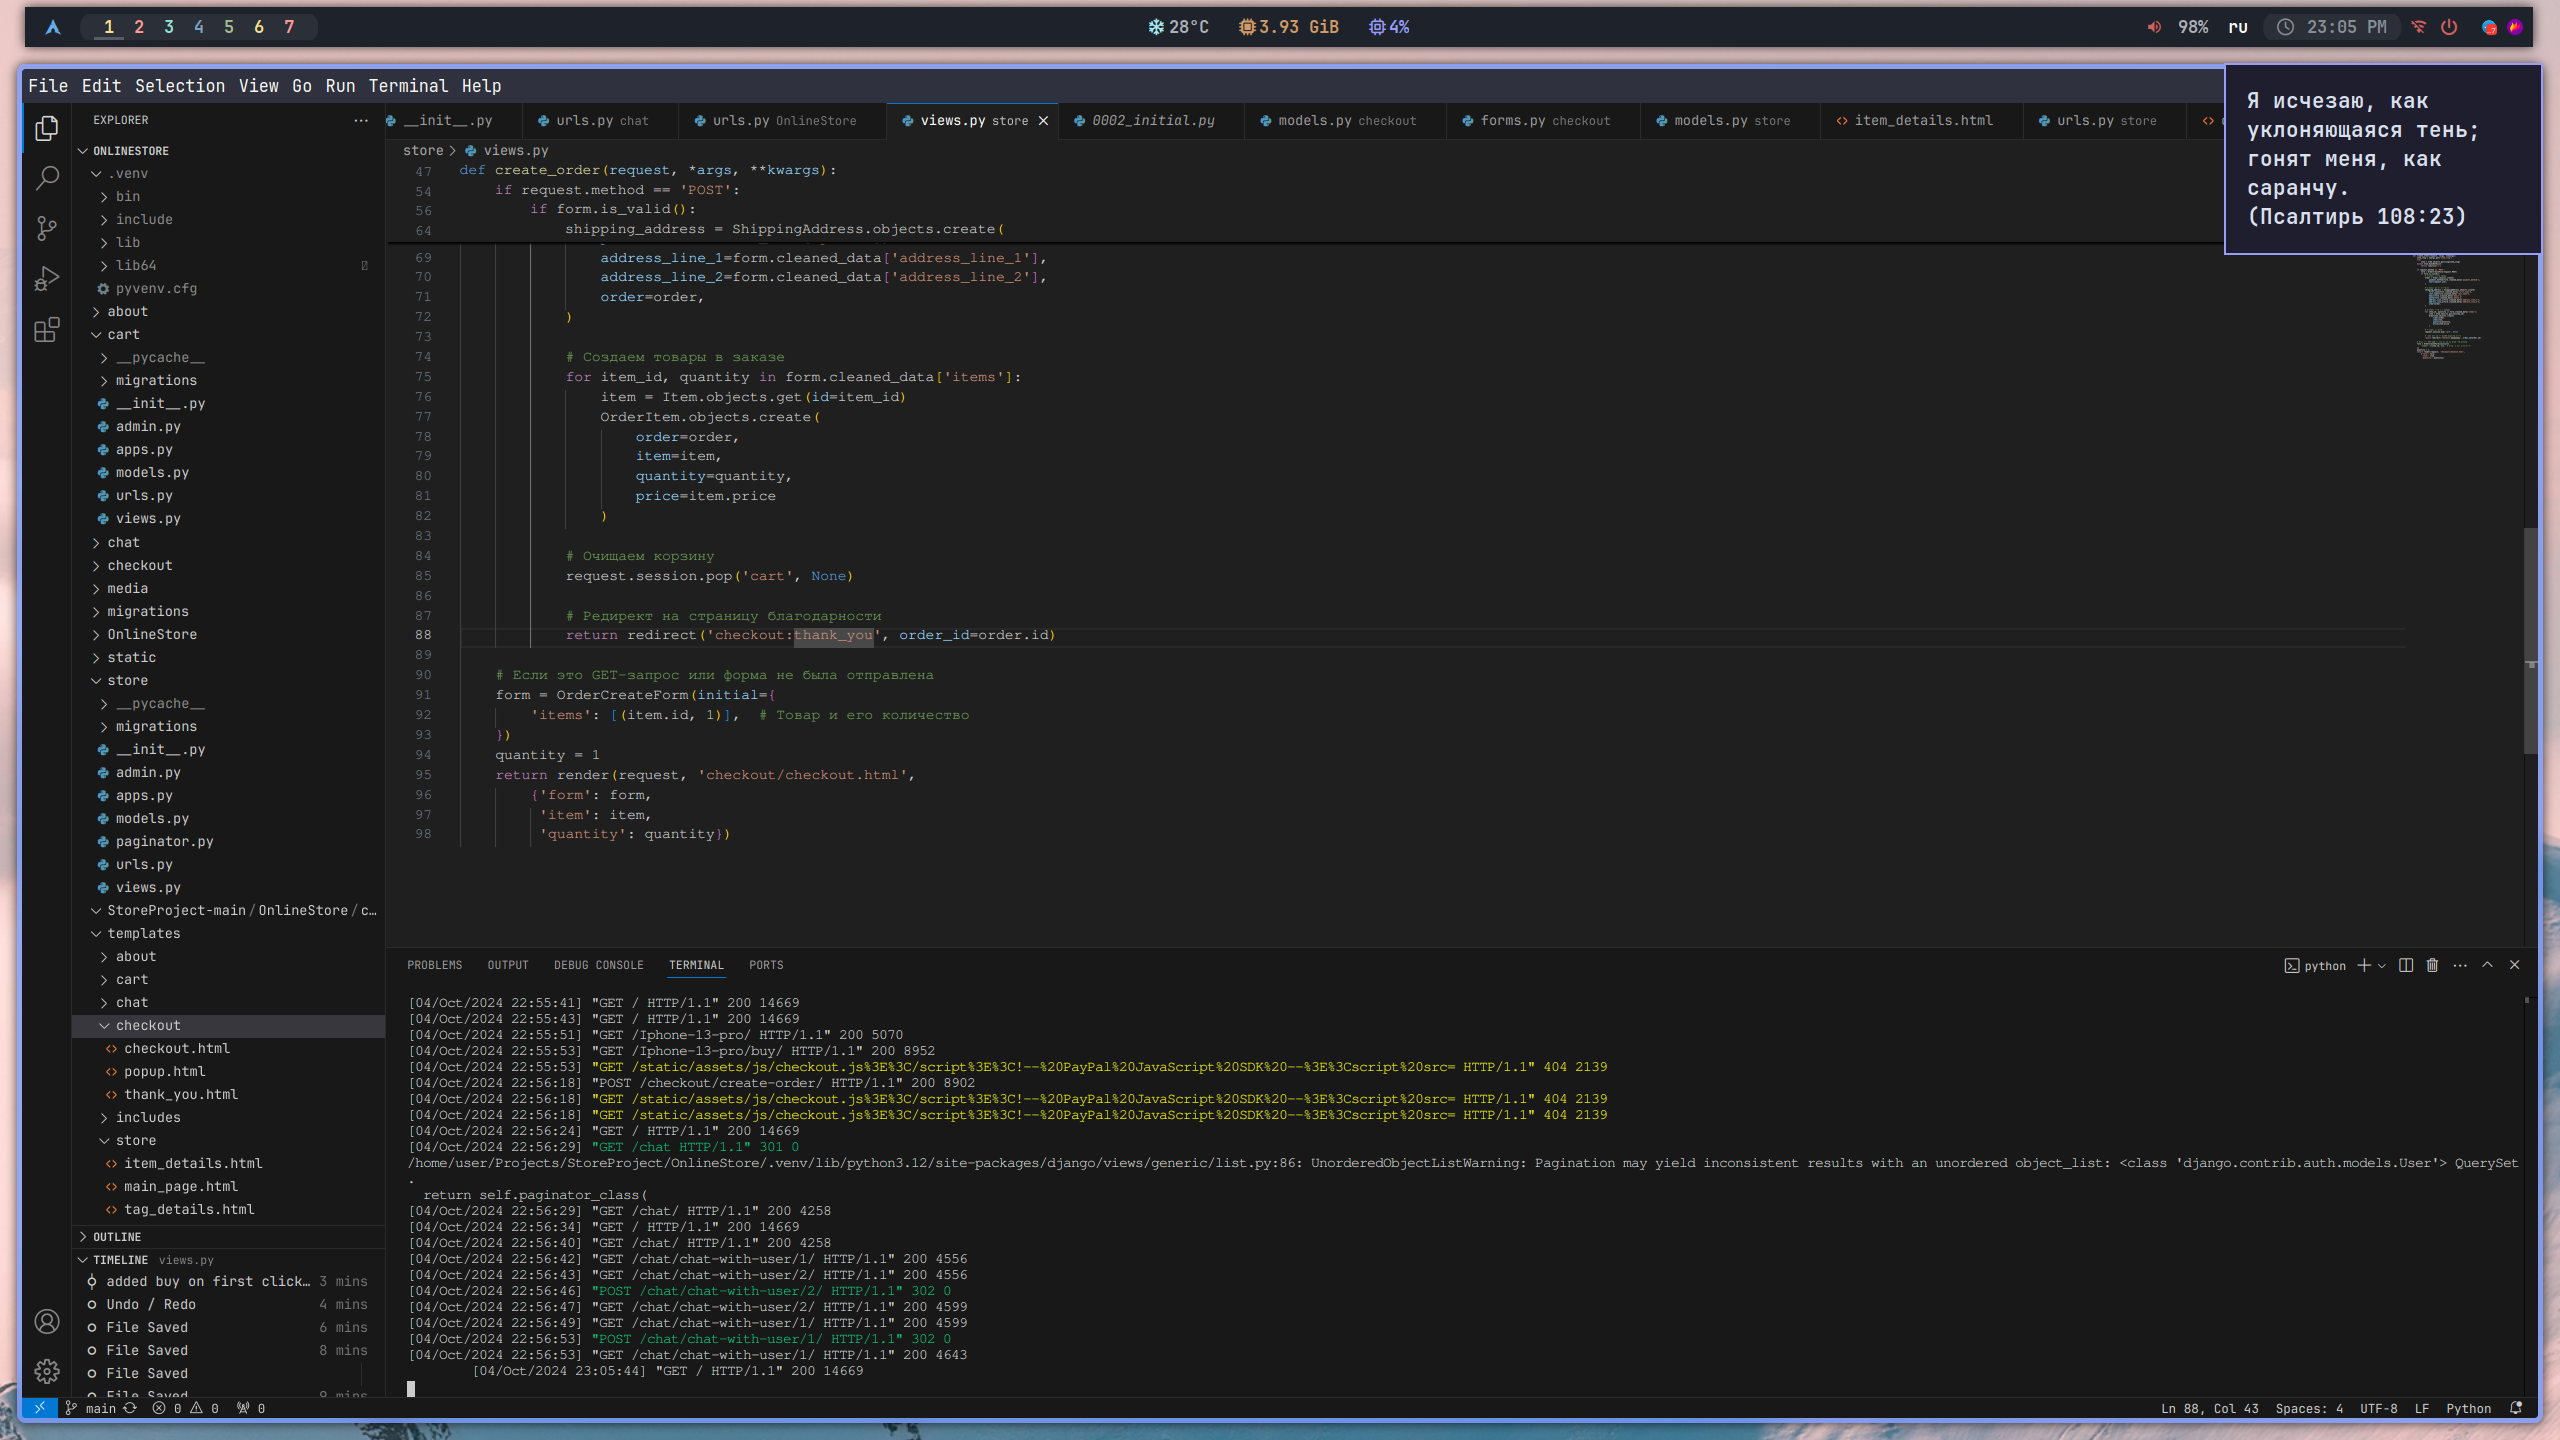 1 2 3 4 5 6 7
28°C 3.93 GiB 4%
98% ru 23:05 PM
File Edit Selection View Go Run Terminal Help
Я исчезаю, как
уклоняющаяся тень;
гонят меня, как
саранчу.
(Псалтирь 108:23)
EXPLORER
ONLINESTORE
.venv
bin
include
lib
lib64
pyvenv.cfg
about
cart
__pycache__
migrations
__init__.py
admin.py
apps.py
models.py
urls.py
views.py
chat
checkout
media
migrations
OnlineStore
static
store
__pycache__
migrations
__init__.py
admin.py
apps.py
models.py
paginator.py
urls.py
views.py
StoreProject-main/OnlineStore/c…
templates
about
cart
chat
checkout
checkout.html
popup.html
thank_you.html
includes
store
item_details.html
main_page.html
tag_details.html
OUTLINE
TIMELINE views.py
added buy on first click… 3 mins
Undo / Redo 4 mins
File Saved 6 mins
File Saved 8 mins
File Saved
File Saved 9 mins
__init__.py urls.py chat urls.py OnlineStore views.py store 0002_initial.py models.py checkout forms.py checkout models.py store item_details.html urls.py store
store > views.py
47 def create_order(request, *args, **kwargs):
54 if request.method == 'POST':
56 if form.is_valid():
64 shipping_address = ShippingAddress.objects.create(
69 address_line_1=form.cleaned_data['address_line_1'],
70 address_line_2=form.cleaned_data['address_line_2'],
71 order=order,
72 )
73
74 # Создаем товары в заказе
75 for item_id, quantity in form.cleaned_data['items']:
76 item = Item.objects.get(id=item_id)
77 OrderItem.objects.create(
78 order=order,
79 item=item,
80 quantity=quantity,
81 price=item.price
82 )
83
84 # Очищаем корзину
85 request.session.pop('cart', None)
86
87 # Редирект на страницу благодарности
88 return redirect('checkout:thank_you', order_id=order.id)
89
90 # Если это GET-запрос или форма не была отправлена
91 form = OrderCreateForm(initial={
92 'items': [(item.id, 1)], # Товар и его количество
93 })
94 quantity = 1
95 return render(request, 'checkout/checkout.html',
96 {'form': form,
97 'item': item,
98 'quantity': quantity})
PROBLEMS OUTPUT DEBUG CONSOLE TERMINAL PORTS
python
[04/Oct/2024 22:55:41] "GET / HTTP/1.1" 200 14669
[04/Oct/2024 22:55:43] "GET / HTTP/1.1" 200 14669
[04/Oct/2024 22:55:51] "GET /Iphone-13-pro/ HTTP/1.1" 200 5070
[04/Oct/2024 22:55:53] "GET /Iphone-13-pro/buy/ HTTP/1.1" 200 8952
[04/Oct/2024 22:55:53] "GET /static/assets/js/checkout.js%3E%3C/script%3E%3C!--%20PayPal%20JavaScript%20SDK%20--%3E%3Cscript%20src= HTTP/1.1" 404 2139
[04/Oct/2024 22:56:18] "POST /checkout/create-order/ HTTP/1.1" 200 8902
[04/Oct/2024 22:56:18] "GET /static/assets/js/checkout.js%3E%3C/script%3E%3C!--%20PayPal%20JavaScript%20SDK%20--%3E%3Cscript%20src= HTTP/1.1" 404 2139
[04/Oct/2024 22:56:18] "GET /static/assets/js/checkout.js%3E%3C/script%3E%3C!--%20PayPal%20JavaScript%20SDK%20--%3E%3Cscript%20src= HTTP/1.1" 404 2139
[04/Oct/2024 22:56:24] "GET / HTTP/1.1" 200 14669
[04/Oct/2024 22:56:29] "GET /chat HTTP/1.1" 301 0
/home/user/Projects/StoreProject/OnlineStore/.venv/lib/python3.12/site-packages/django/views/generic/list.py:86: UnorderedObjectListWarning: Pagination may yield inconsistent results with an unordered object_list: <class 'django.contrib.auth.models.User'> QuerySet
.
return self.paginator_class(
[04/Oct/2024 22:56:29] "GET /chat/ HTTP/1.1" 200 4258
[04/Oct/2024 22:56:34] "GET / HTTP/1.1" 200 14669
[04/Oct/2024 22:56:40] "GET /chat/ HTTP/1.1" 200 4258
[04/Oct/2024 22:56:42] "GET /chat/chat-with-user/1/ HTTP/1.1" 200 4556
[04/Oct/2024 22:56:43] "GET /chat/chat-with-user/2/ HTTP/1.1" 200 4556
[04/Oct/2024 22:56:46] "POST /chat/chat-with-user/2/ HTTP/1.1" 302 0
[04/Oct/2024 22:56:47] "GET /chat/chat-with-user/2/ HTTP/1.1" 200 4599
[04/Oct/2024 22:56:49] "GET /chat/chat-with-user/1/ HTTP/1.1" 200 4599
[04/Oct/2024 22:56:53] "POST /chat/chat-with-user/1/ HTTP/1.1" 302 0
[04/Oct/2024 22:56:53] "GET /chat/chat-with-user/1/ HTTP/1.1" 200 4643
[04/Oct/2024 23:05:44] "GET / HTTP/1.1" 200 14669
main 0 0 0
Ln 88, Col 43 Spaces: 4 UTF-8 LF Python